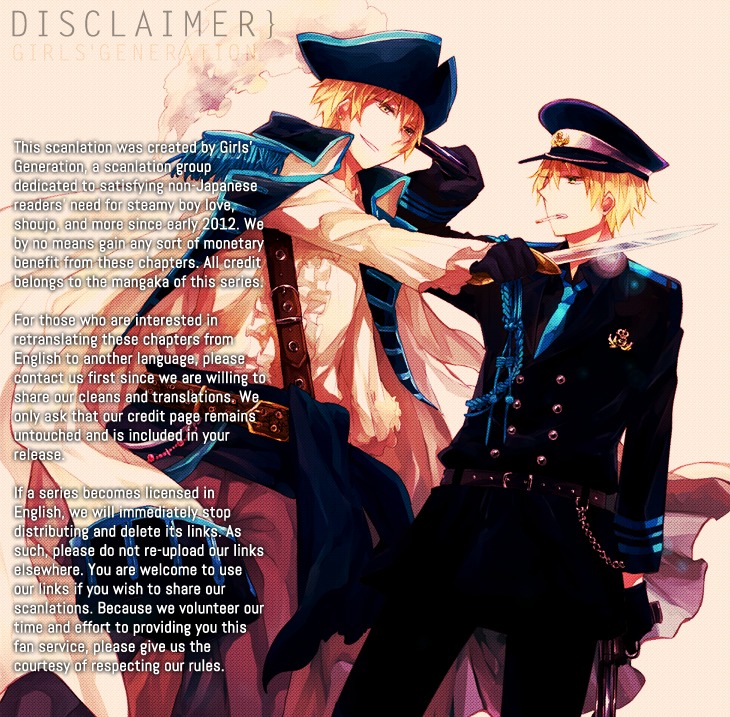 DISCLAIMER}
GIRLS'GENERATION
This scanlation was created by Girls'
Generation, a scanlation group
dedicated to satisfying non-Japanese
readers' need for steamy boy love,
shoujo, and more since early 2012. We
by no means gain any sort of monetary
benefit from these chapters. All credit
belongs to the mangaka of this series.
For those who are interested in
retranslating these chapters from
English to another language, please
contact us first since we are willing to
share our cleans and translations. We
only ask that our credit page remains
untouched and is included in your
release.
If a series becomes licensed in
English, we will immediately stop
distributing and delete its links. As
such, please do not re-upload our links
elsewhere. You are welcome to use
our links if you wish to share our
scanlations. Because we volunteer our
time and effort to providing you this
fan service, please give us the
courtesy of respecting our rules.